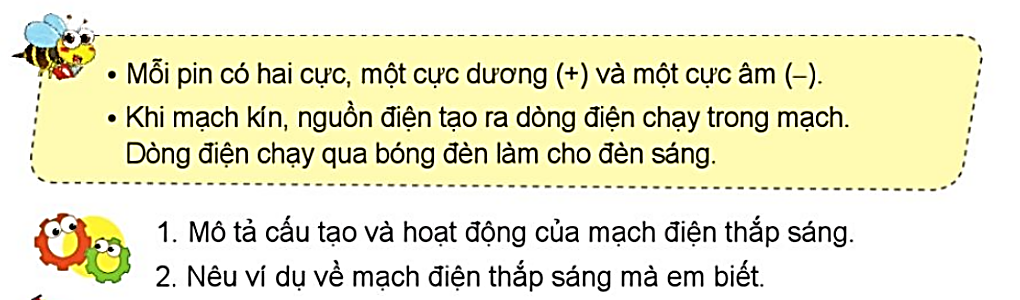 • Mỗi pin có hai cực, một cực dương (+) và một cực âm (–).
• Khi mạch kín, nguồn điện tạo ra dòng điện chạy trong mạch.
Dòng điện chạy qua bóng đèn làm cho đèn sáng.
1. Mô tả cấu tạo và hoạt động của mạch điện thắp sáng.
2. Nêu ví dụ về mạch điện thắp sáng mà em biết.